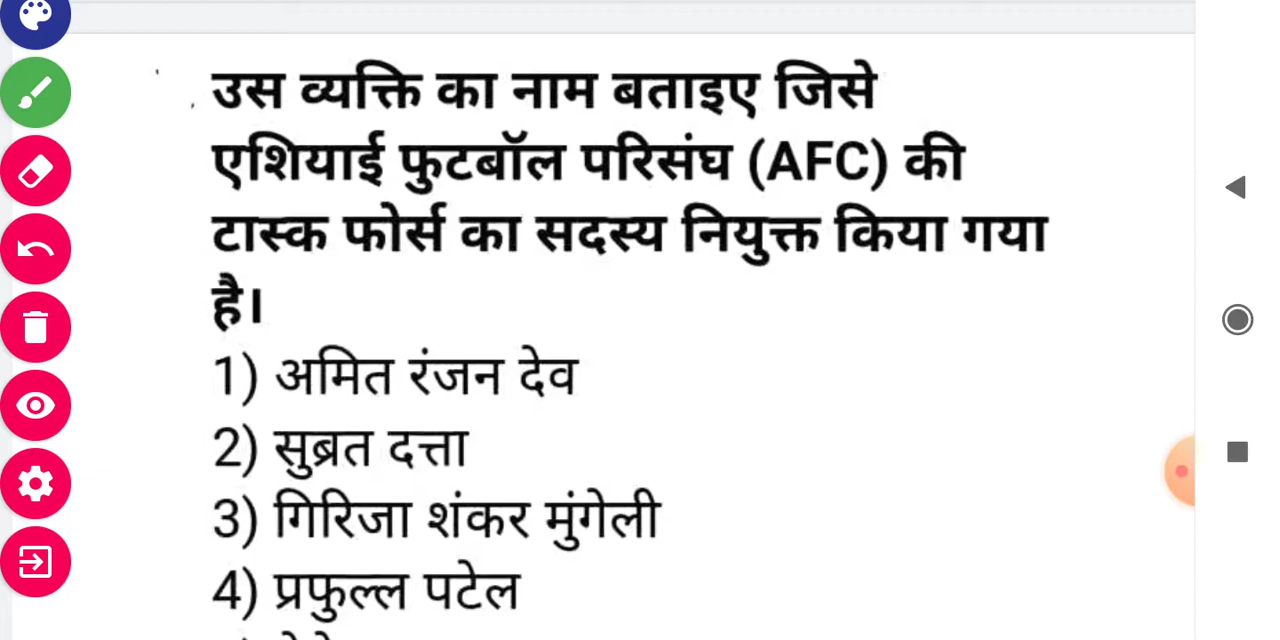 उस व्यक्ति का नाम बताइए जिसे
एशियाई फुटबॉल परिसंघ (AFC) की
टास्क फोर्स का सदस्य नियुक्त किया गया
है।
1) अमित रंजन देव
2) सुब्रत दत्ता
3) गिरिजा शंकर मुंगेली
4) प्रफुल्ल पटेल